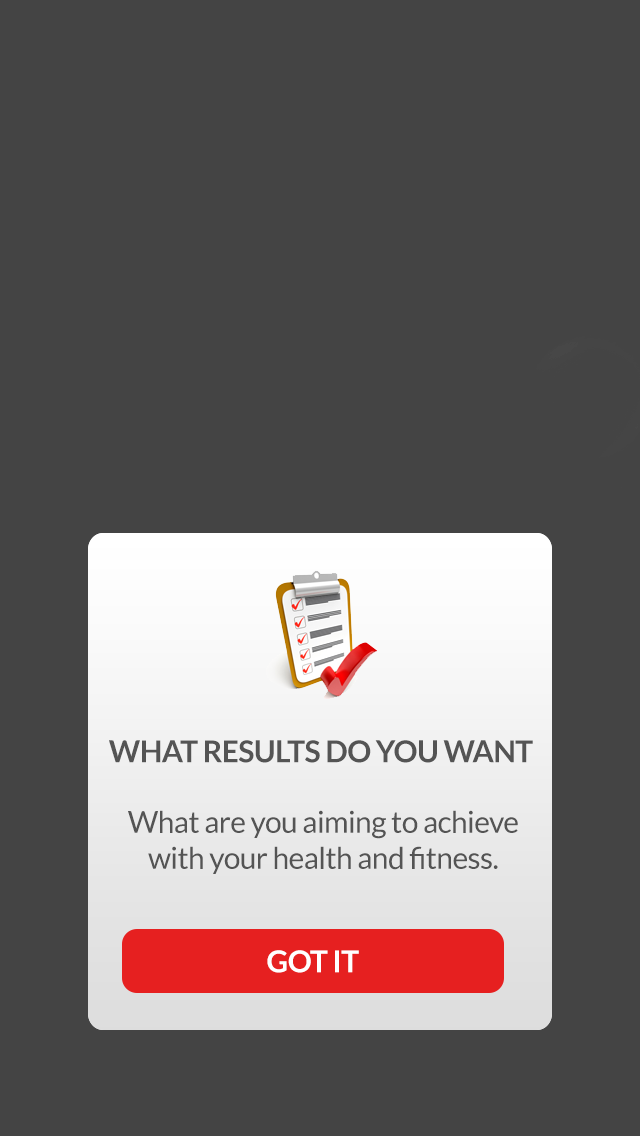 WHAT RESULTS DO YOU WANT
What are you aiming to achieve
with your health and fitness.
GOT IT